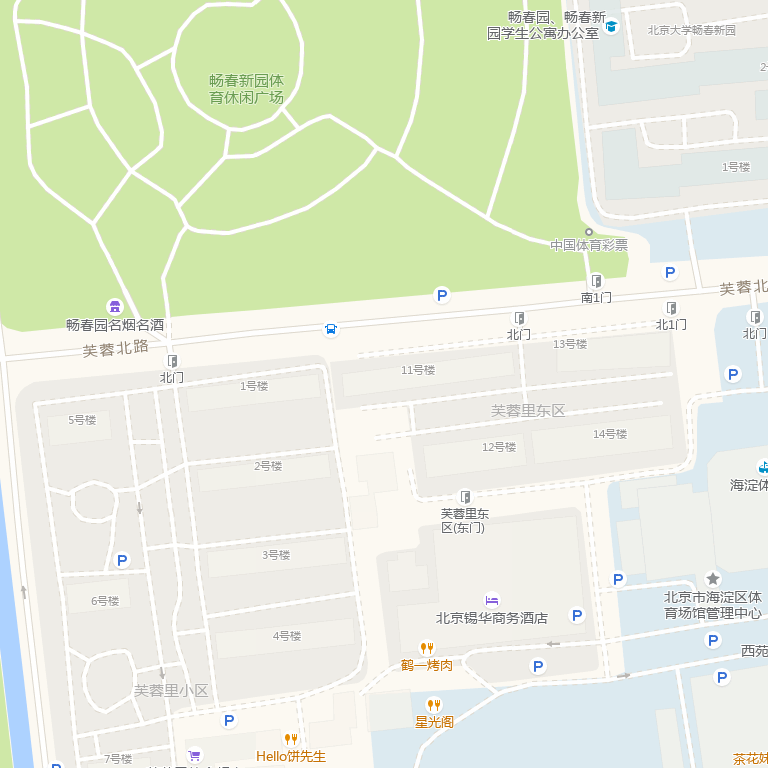 畅春园、畅春新
园学生公寓办公室
北京大学畅春新园
2
畅春新园体
育休闲广场
1号楼
中国体育彩票
P
南1门
芙蓉北
P
畅春园名烟名酒
北门
北1门
北门
芙蓉北路
北门
13号楼
11号楼
P
1号楼
芙蓉里东区
5号楼
14号楼
12号楼
2号楼
海淀体
芙蓉里东
区(东门)
3号楼
P
P
北京市海淀区体
育场馆管理中心
6号楼
北京锡华商务酒店
P
4号楼
P
西苑
鹤一烤肉
P
P
芙蓉里小区
P
星光阁
Hello饼先生
7号楼
茶花妹
P